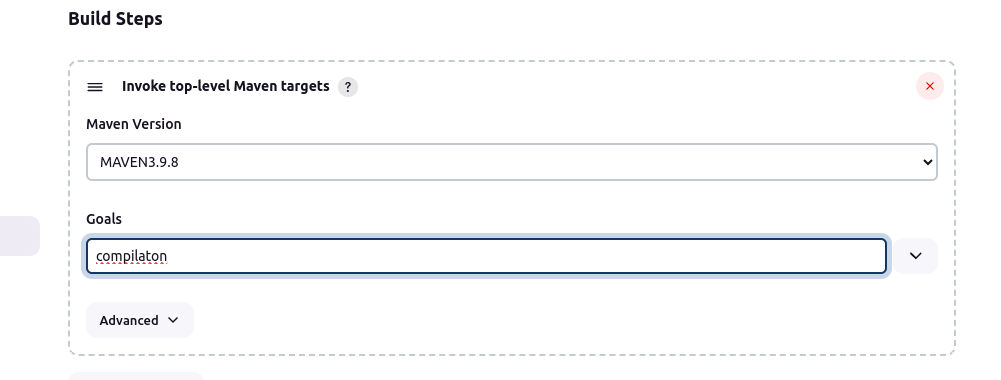 Build Steps
Invoke top-level Maven targets ?
Maven Version
MAVEN3.9.8
Goals
compilaton
Advanced